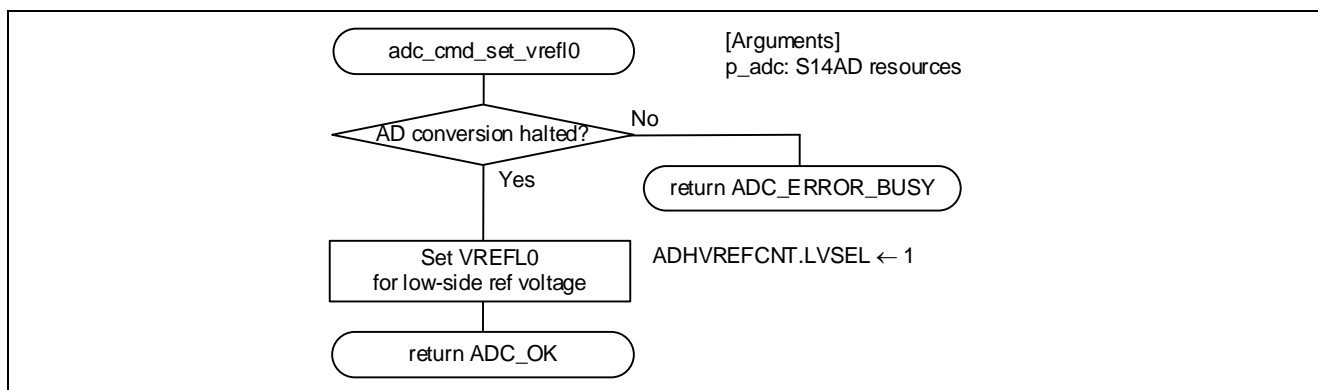 adc_cmd_set_vrefl0
[Arguments]
p_adc: S14AD resources
AD conversion halted?
No
Yes
return ADC_ERROR_BUSY
Set VREFL0
for low-side ref voltage
ADHVREFCNT.LVSEL ← 1
return ADC_OK